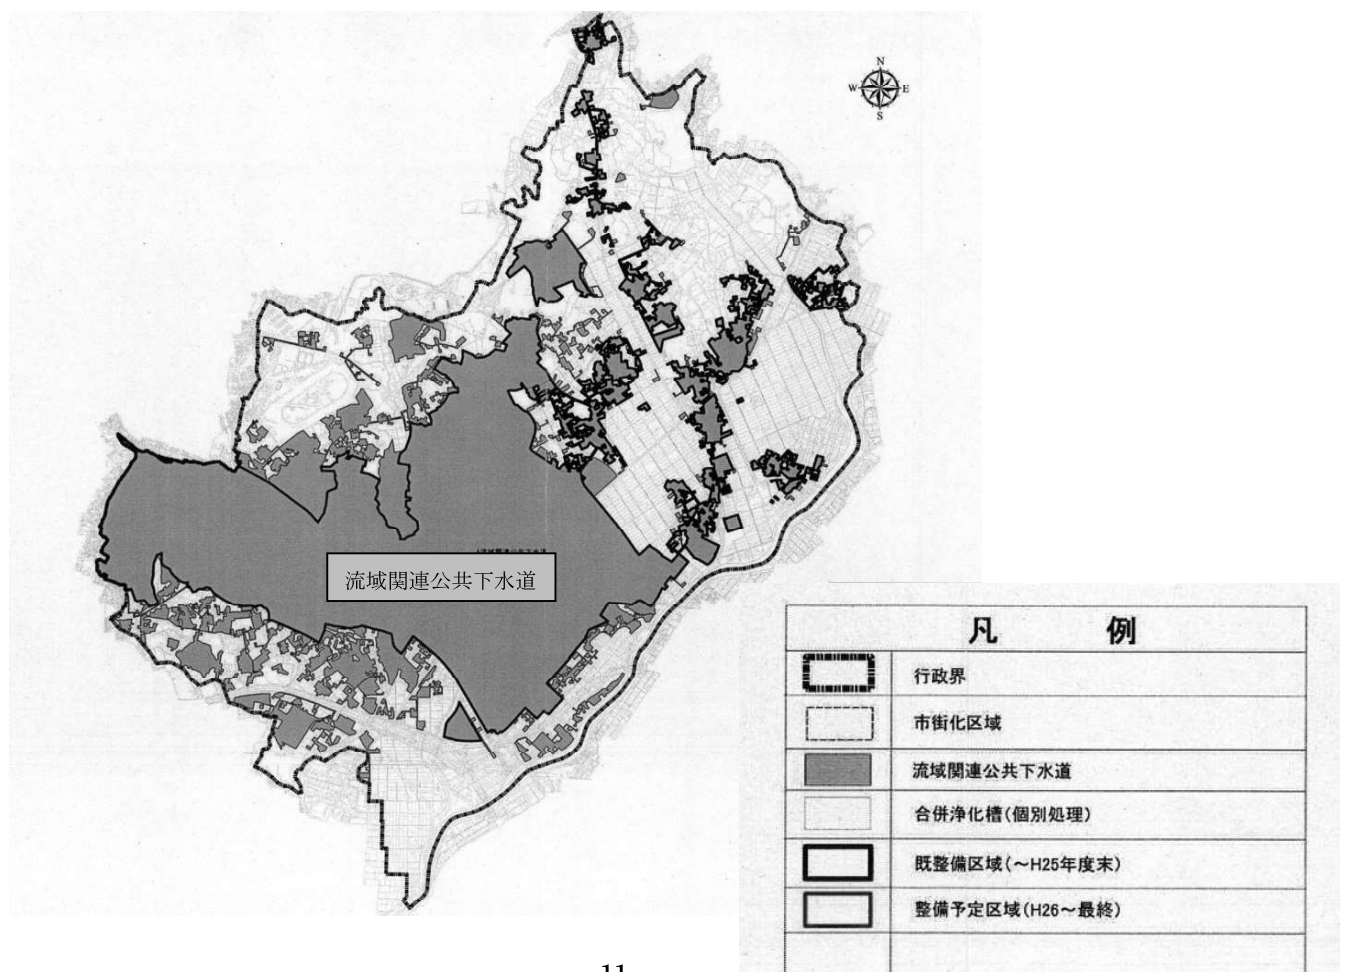 N
W E
S
流域関連公共下水道
凡 例
行政界
市街化区域
流域関連公共下水道
合併浄化槽(個別処理)
既整備区域(~H25年度末)
整備予定区域(H26~最終)
11